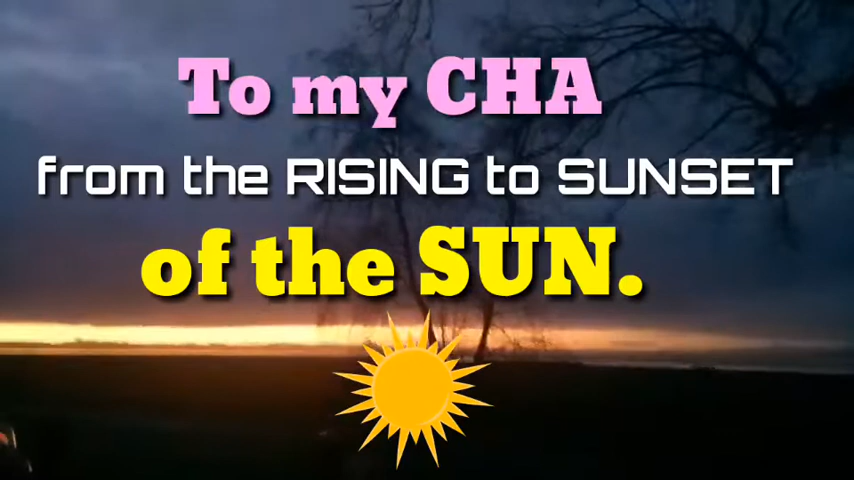 To my CHA
from the RISING to SUNSET
of the SUN.